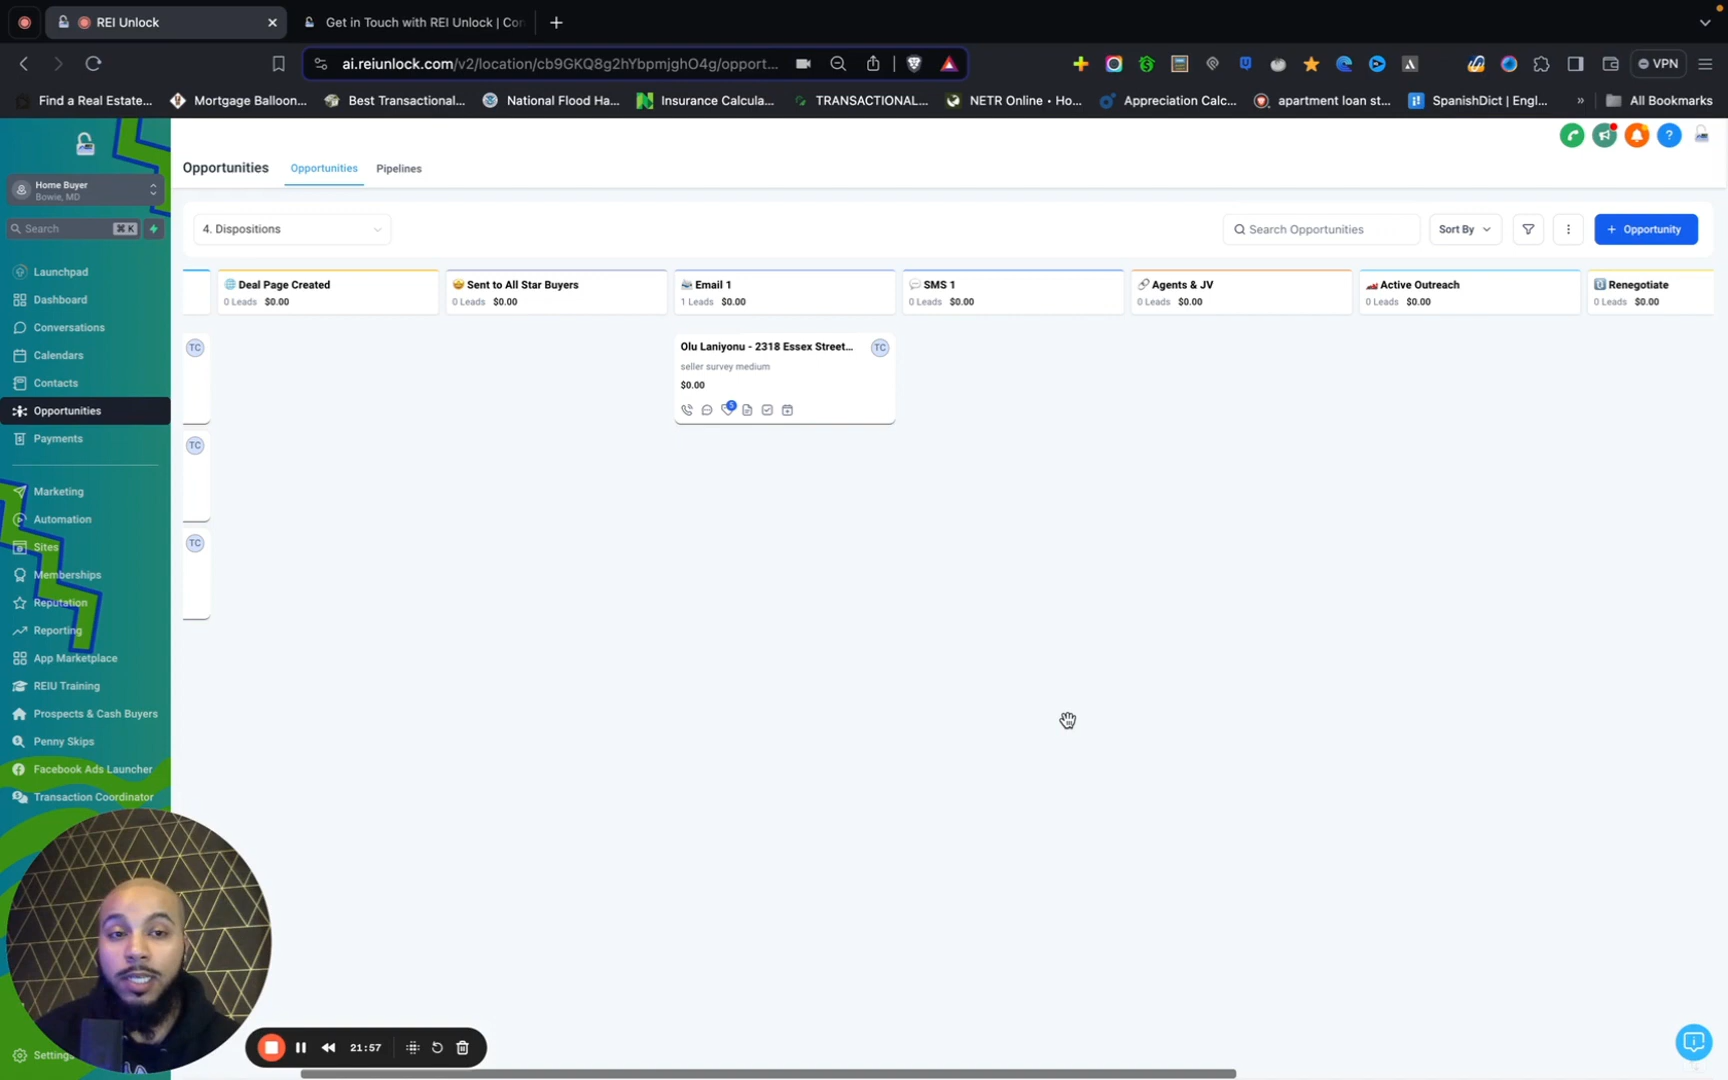 REI Unlock
Get in Touch with REI Unlock | Con
ai.reiunlock.com/v2/location/cb9GKQ8g2hYbpmjghO4g/opport...
VPN
Find a Real Estate...
Mortgage Balloon...
Best Transactional...
National Flood Ha...
Insurance Calcula...
TRANSACTIONAL...
NETR Online • Ho...
Appreciation Calc...
apartment loan st...
SpanishDict | Engl...
»
All Bookmarks
Home Buyer
Bowie, MD
Search
⌘ K
Launchpad
Dashboard
Conversations
Calendars
Contacts
Opportunities
Payments
Marketing
Automation
Sites
Memberships
Reputation
Reporting
App Marketplace
REIU Training
Prospects & Cash Buyers
Penny Skips
Facebook Ads Launcher
Transaction Coordinator
Settings
Opportunities
Opportunities
Pipelines
4. Dispositions
Search Opportunities
Sort By
+ Opportunity
Deal Page Created
0 Leads $0.00
Sent to All Star Buyers
0 Leads $0.00
Email 1
1 Leads $0.00
SMS 1
0 Leads $0.00
Agents & JV
0 Leads $0.00
Active Outreach
0 Leads $0.00
Renegotiate
0 Leads $0.00
TC
TC
TC
Olu Laniyonu - 2318 Essex Street...
TC
seller survey medium
$0.00
5
21:57